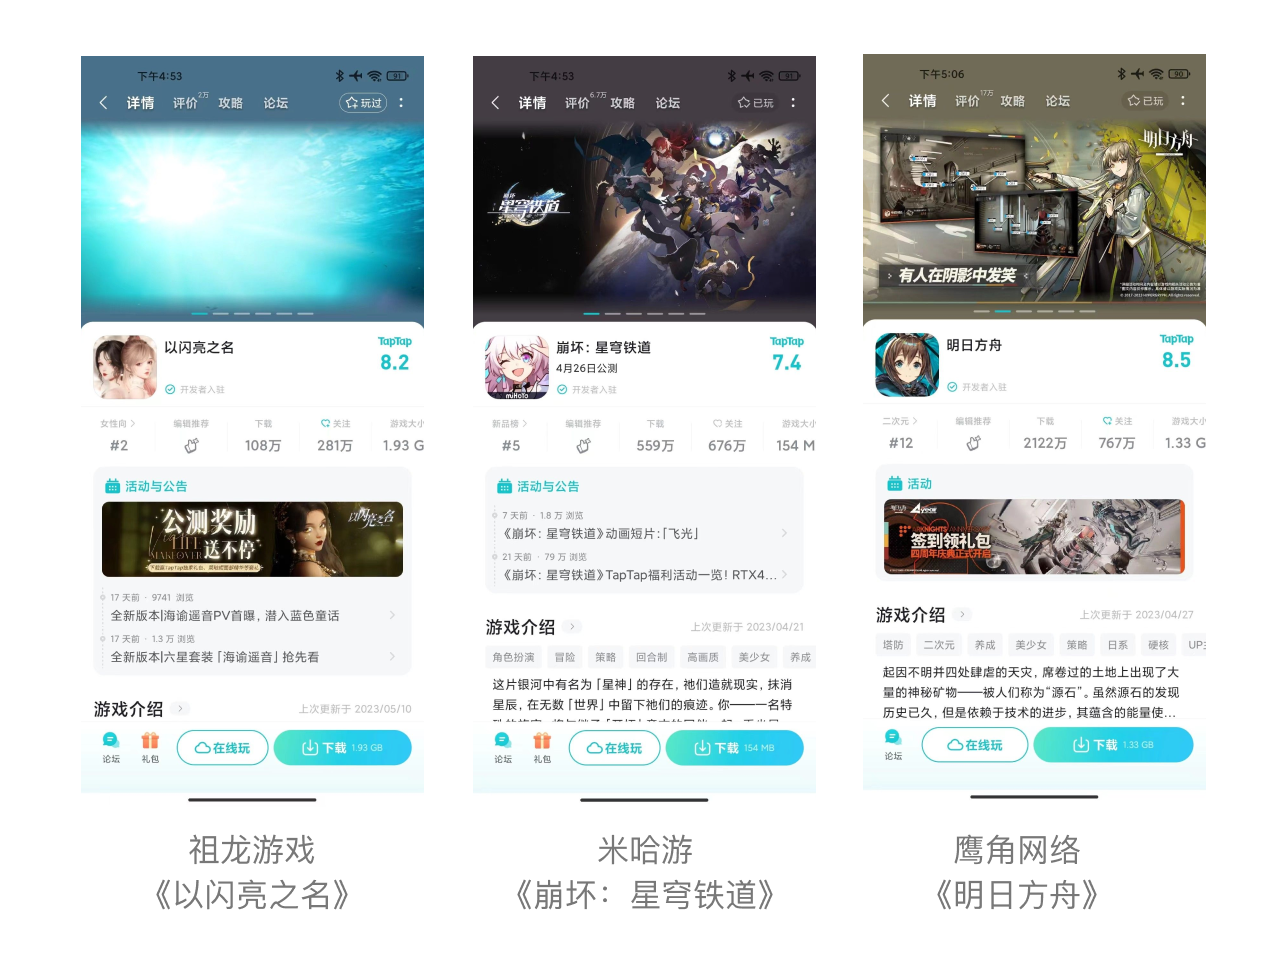 下午4:53
91
详情
评价
2万
攻略
论坛
玩过
以闪亮之名
TapTap
8.2
开发者入驻
女性向
编辑推荐
下载
关注
游戏大小
#2
108万
281万
1.93 G
活动与公告
公测奖励
送不停
以闪亮之名
17 天前 · 9741 浏览
全新版本|海谕遥音PV首曝，潜入蓝色童话
17 天前 · 1.3 万 浏览
全新版本|六星套装「海谕遥音」抢先看
游戏介绍
上次更新于 2023/05/10
论坛
礼包
在线玩
下载 1.93 GB
祖龙游戏
《以闪亮之名》
下午4:53
91
详情
评价
6.7万
攻略
论坛
已玩
崩坏
星穹铁道
miHoYo
崩坏：星穹铁道
4月26日公测
TapTap
7.4
开发者入驻
新品榜
编辑推荐
下载
关注
游戏大小
#5
559万
676万
154 M
活动与公告
7 天前 · 1.8 万 浏览
《崩坏：星穹铁道》动画短片：「飞光」
21 天前 · 79 万 浏览
《崩坏：星穹铁道》TapTap福利活动一览！RTX4...
游戏介绍
上次更新于 2023/04/21
角色扮演
冒险
策略
回合制
高画质
美少女
养成
这片银河中有名为「星神」的存在，祂们造就现实，抹消
星辰，在无数「世界」中留下祂们的痕迹。你——一名特
论坛
礼包
在线玩
下载 154 MB
米哈游
《崩坏：星穹铁道》
下午5:06
90
详情
评价
17万
攻略
论坛
已玩
明日方舟
有人在阴影中发笑
明日方舟
TapTap
8.5
开发者入驻
二次元
编辑推荐
下载
关注
游戏大小
#12
2122万
767万
1.33 G
活动
签到领礼包
四周年庆典正式开启
游戏介绍
上次更新于 2023/04/27
塔防
二次元
养成
美少女
策略
日系
硬核
起因不明并四处肆虐的天灾，席卷过的土地上出现了大
量的神秘矿物——被人们称为“源石”。虽然源石的发现
历史已久，但是依赖于技术的进步，其蕴含的能量使...
论坛
在线玩
下载 1.33 GB
鹰角网络
《明日方舟》